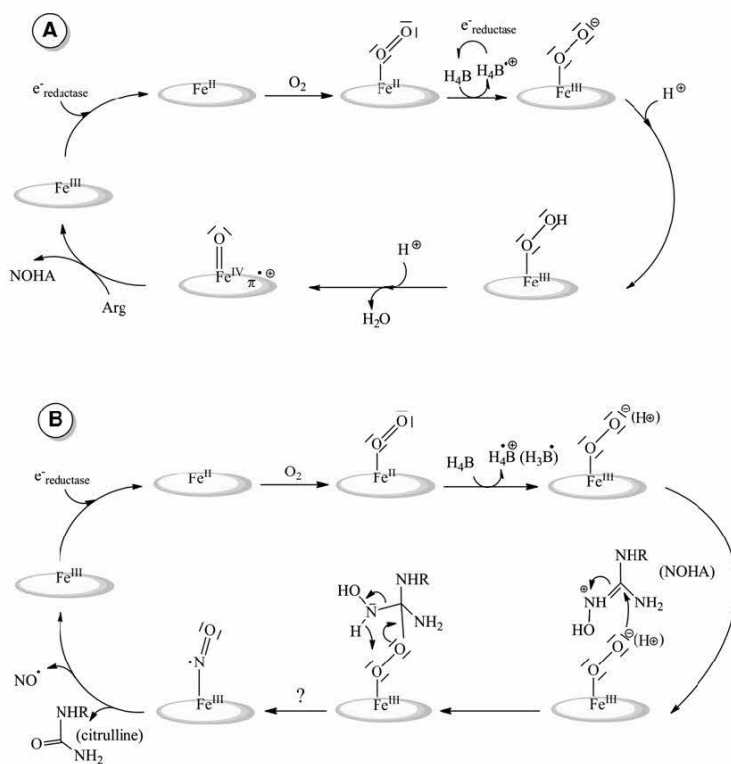 A
e⁻reductase
Fe^II
O₂
O
O
Fe^II
e⁻reductase
H₄B
H₄B•⊕
O
O⊖
Fe^III
H⊕
Fe^III
NOHA
Arg
O
Fe^IV
π•⊕
H⊕
H₂O
OH
O
Fe^III
B
e⁻reductase
Fe^II
O₂
O
O
Fe^II
H₄B
H₄B•⊕ (H₃B•)
O⊖(H⊕)
O
Fe^III
Fe^III
NO•
NHR
O
NH₂
(citrulline)
O
•N
Fe^III
?
HO
NHR
N
H
NH₂
O
O
Fe^III
NHR
(NOHA)
⊕
NH
NH₂
HO
O⊖(H⊕)
O
Fe^III